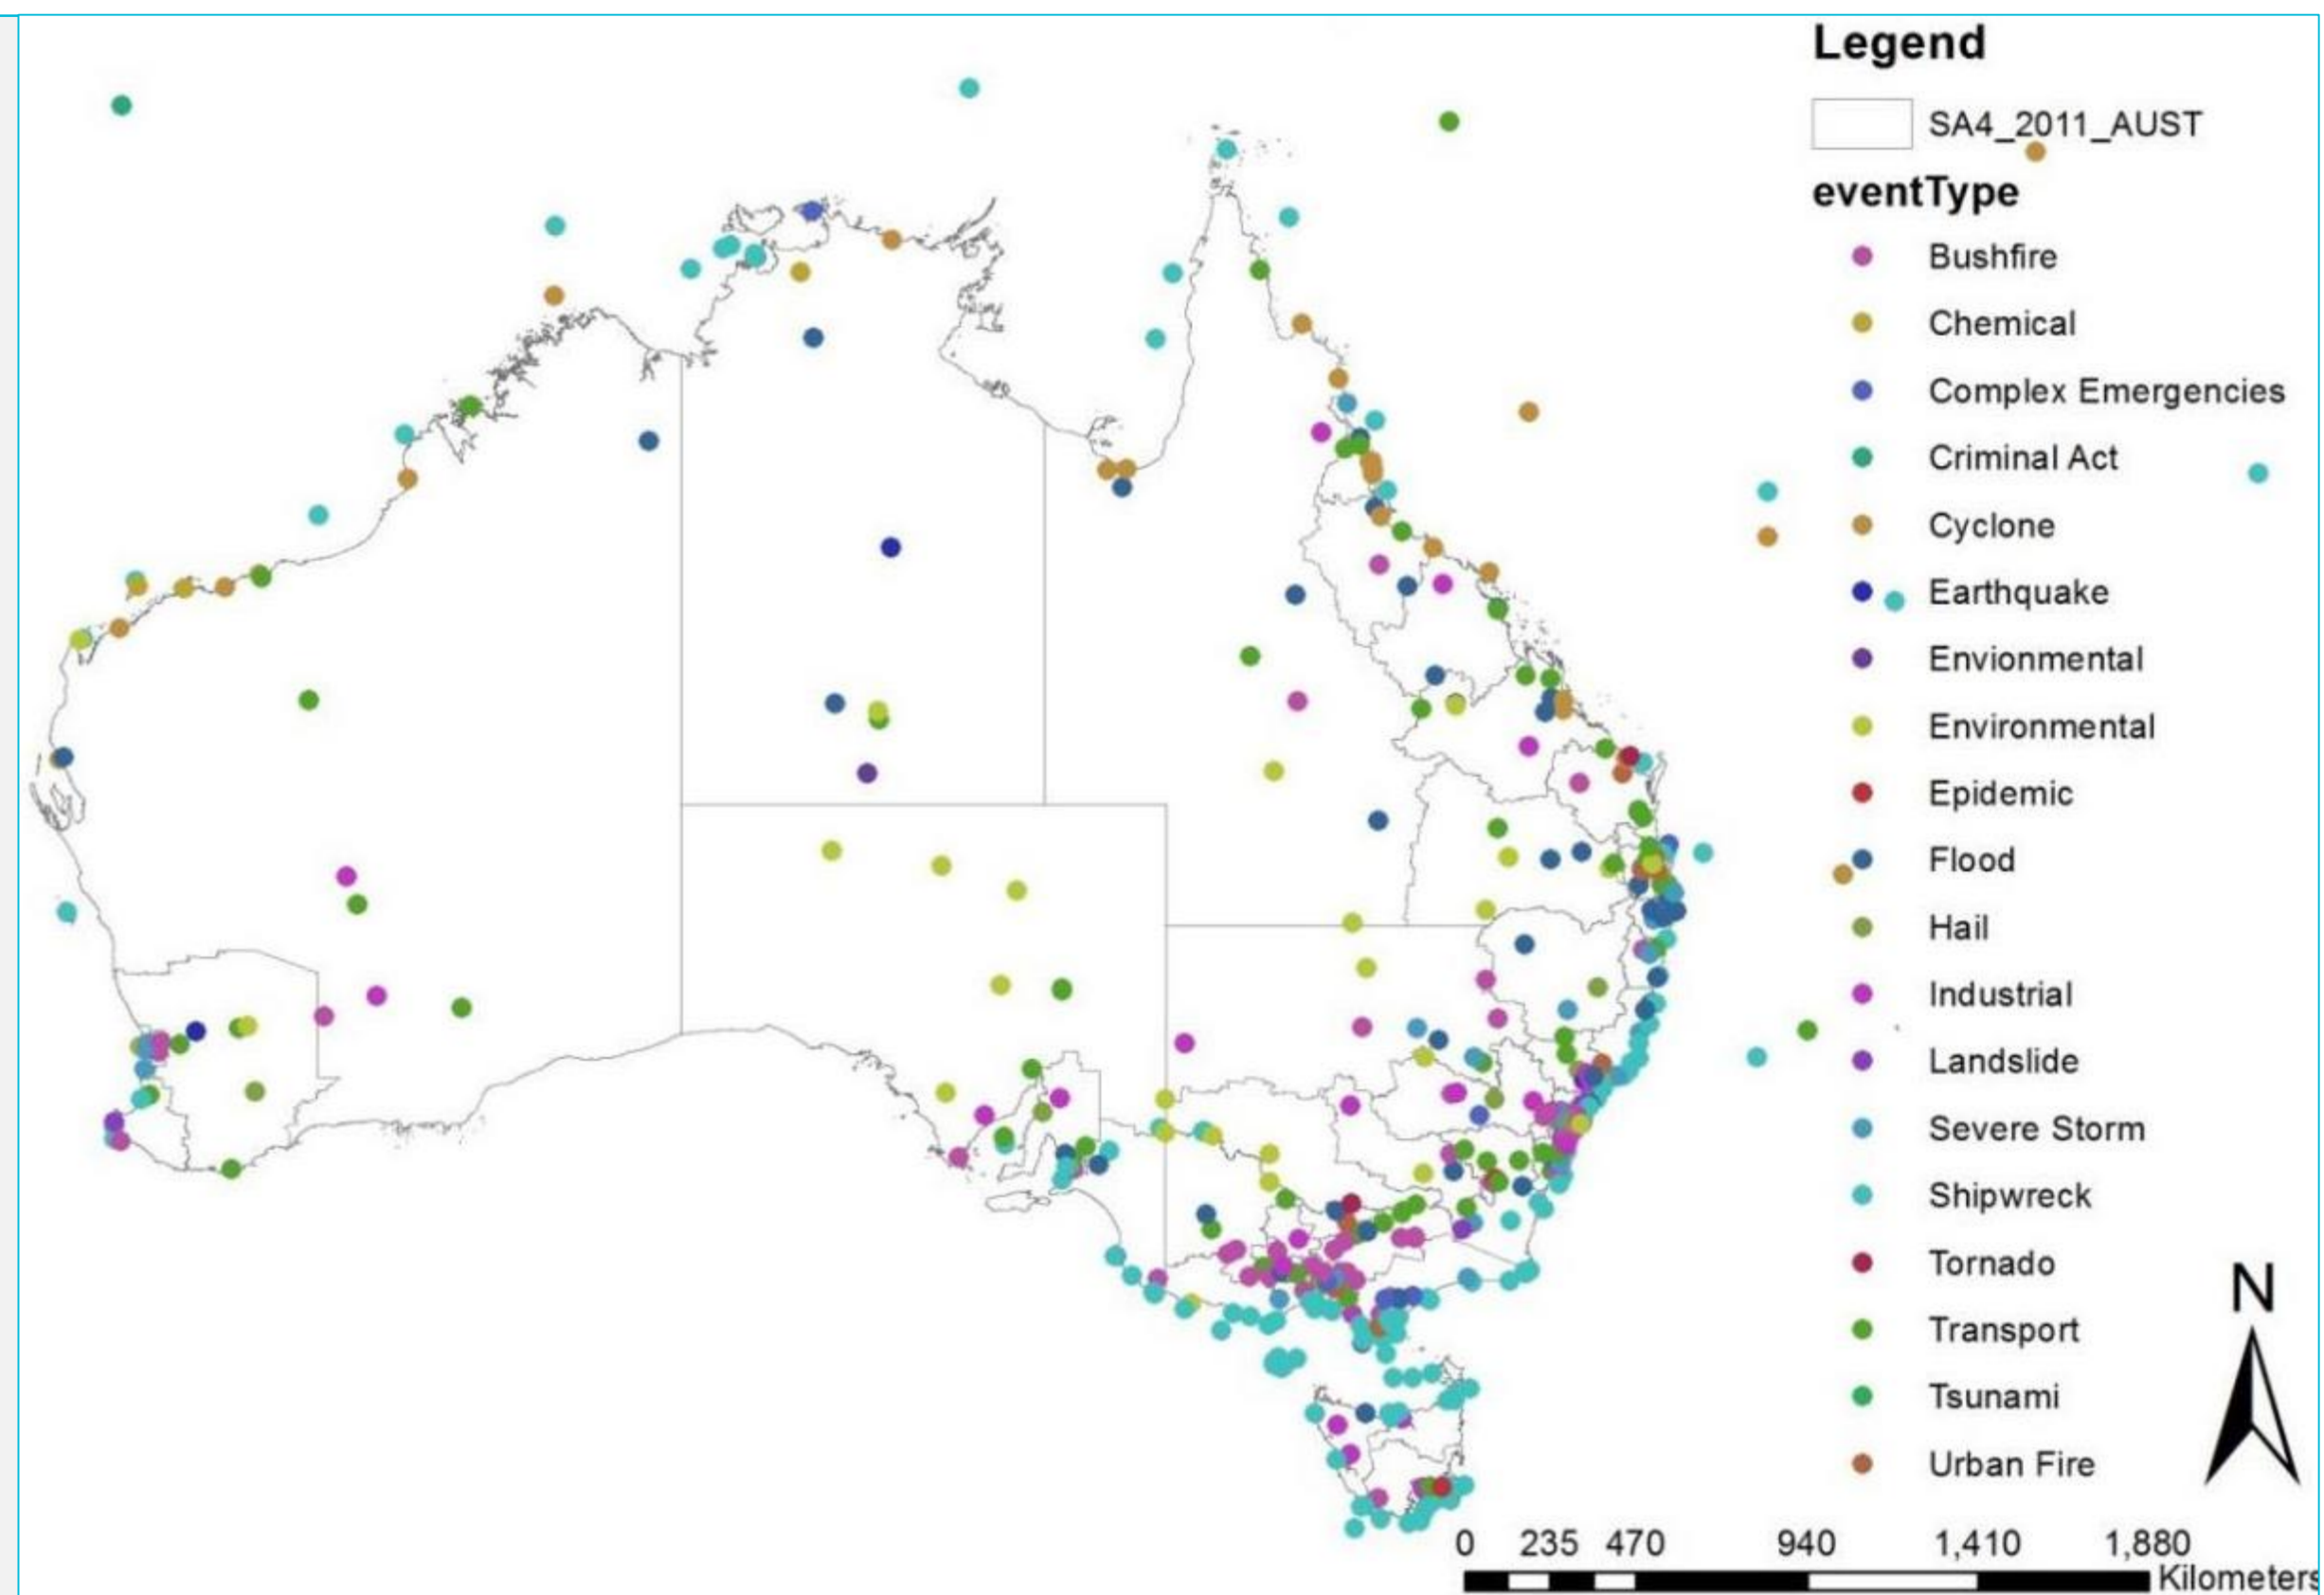 Legend
SA4_2011_AUST
eventType
Bushfire
Chemical
Complex Emergencies
Criminal Act
Cyclone
Earthquake
Envionmental
Environmental
Epidemic
Flood
Hail
Industrial
Landslide
Severe Storm
Shipwreck
Tornado
Transport
Tsunami
Urban Fire
N
0 235 470 940 1,410 1,880
Kilometers